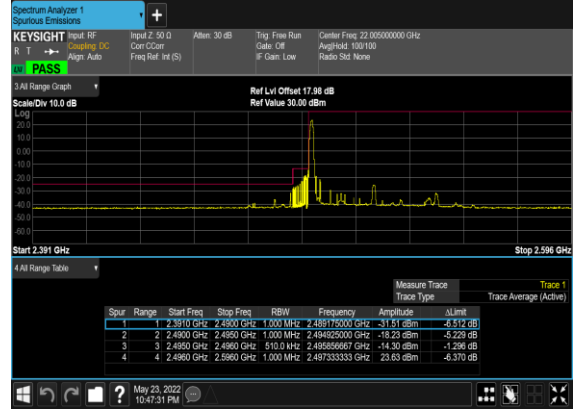 Spectrum Analyzer 1
Spurious Emissions
+
KEYSIGHT Input: RF Input Z: 50 Ω Atten: 30 dB Trig: Free Run Center Freq: 22.005000000 GHz
R T Coupling: DC Corr CCorr Gate: Off Avg|Hold: 100/100
Align: Auto Freq Ref: Int (S) IF Gain: Low Radio Std: None
PASS
3 All Range Graph
Ref Lvl Offset 17.98 dB
Scale/Div 10.0 dB Ref Value 30.00 dBm
Log
20.0
10.0
0.00
-10.0
-20.0
-30.0
-40.0
-50.0
-60.0
Start 2.391 GHz Stop 2.596 GHz
4 All Range Table
Measure Trace Trace 1
Trace Type Trace Average (Active)
Spur Range Start Freq Stop Freq RBW Frequency Amplitude ΔLimit
1 1 2.3910 GHz 2.4900 GHz 1.000 MHz 2.489175000 GHz -31.51 dBm -6.512 dB
2 2 2.4900 GHz 2.4950 GHz 1.000 MHz 2.494925000 GHz -18.23 dBm -5.229 dB
3 3 2.4950 GHz 2.4960 GHz 510.0 kHz 2.495856667 GHz -14.30 dBm -1.296 dB
4 4 2.4960 GHz 2.5960 GHz 1.000 MHz 2.497333333 GHz 23.63 dBm -6.370 dB
? May 23, 2022
10:47:31 PM